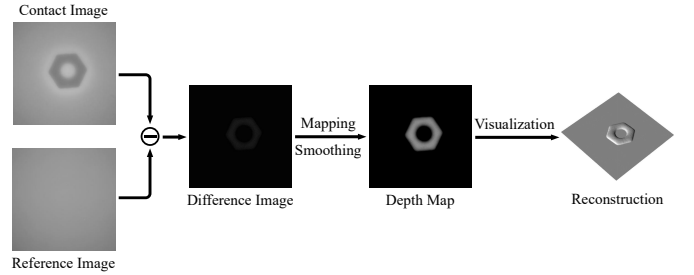 Contact Image
Reference Image
Difference Image
Mapping
Smoothing
Depth Map
Visualization
Reconstruction